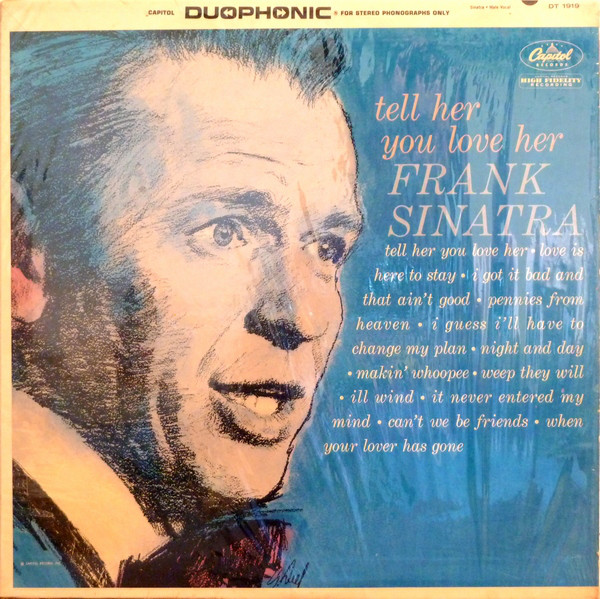 CAPITOL DUOPHONIC® FOR STEREO PHONOGRAPHS ONLY
DT 1919
Capitol
RECORDS
HIGH FIDELITY
RECORDING
tell her
you love her
FRANK
SINATRA
tell her you love her • love is
here to stay • i got it bad and
that ain't good • pennies from
heaven • i guess i'll have to
change my plan • night and day
• makin' whoopee • weep they will
• ill wind • it never entered my
mind • can't we be friends • when
your lover has gone